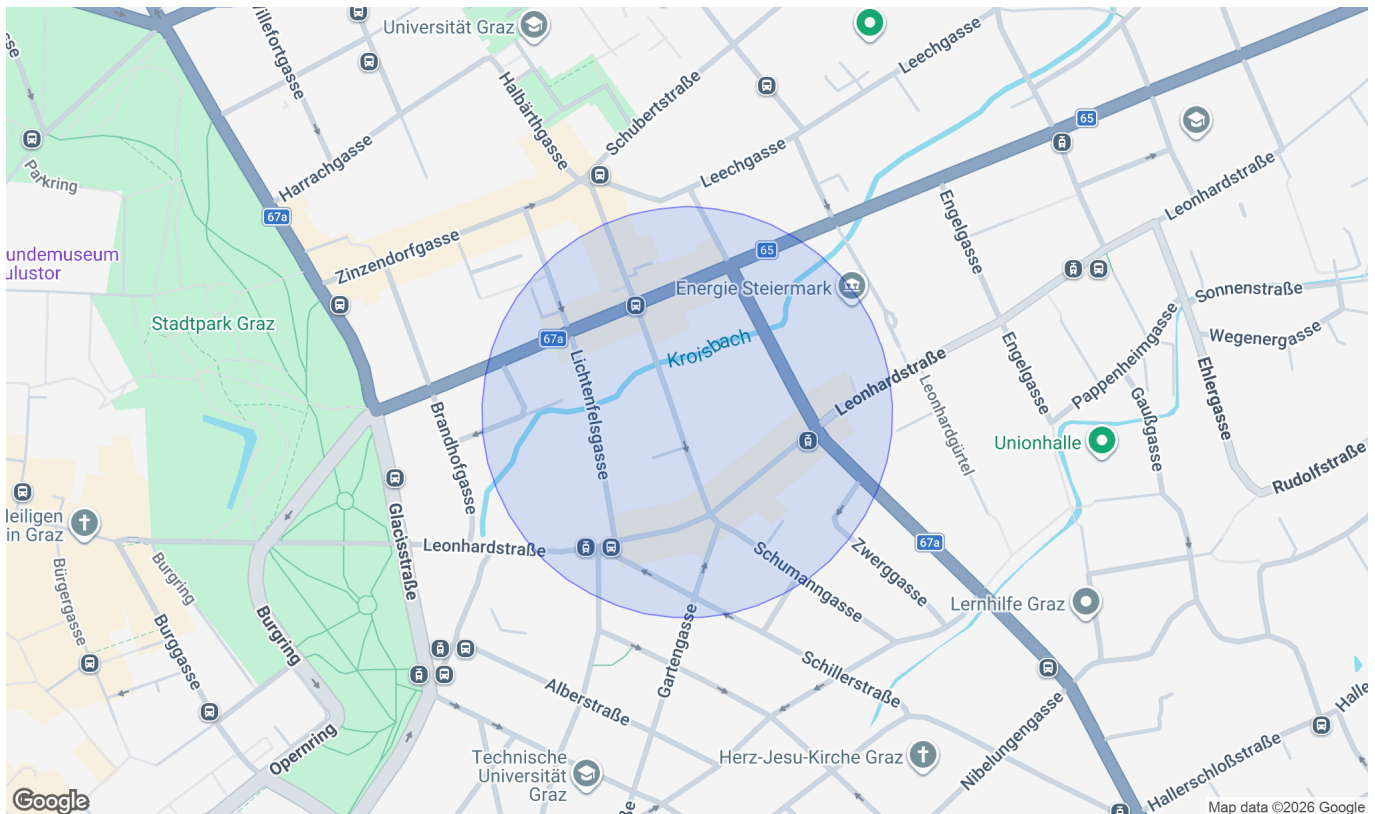 Universität Graz
Villefortgasse
Leechgasse
Halbärthgasse
Schubertstraße
65
Harrachgasse
Parkring
Leechgasse
Leonhardstraße
67a
Engelgasse
Zinzendorfgasse
65
undemuseum
ulustor
Energie Steiermark
Sonnenstraße
Stadtpark Graz
67a
Kroisbach
Wegenergasse
Lichtenfelsgasse
Leonhardstraße
Engelgasse
Pappenheimgasse
Ehlergasse
Brandhofgasse
Leonhardgürtel
Gaußgasse
Unionhalle
Rudolfstraße
Heiligen
in Graz
Glacisstraße
Leonhardstraße
67a
Bürgergasse
Burgring
Schumanngasse
Zwerggasse
Lernhilfe Graz
Burgring
Burggasse
Gartengasse
Schillerstraße
Alberstraße
Opernring
Technische
Universität
Graz
Herz-Jesu-Kirche Graz
Nibelungengasse
Hallerschloßstraße
Google
Map data ©2026 Google